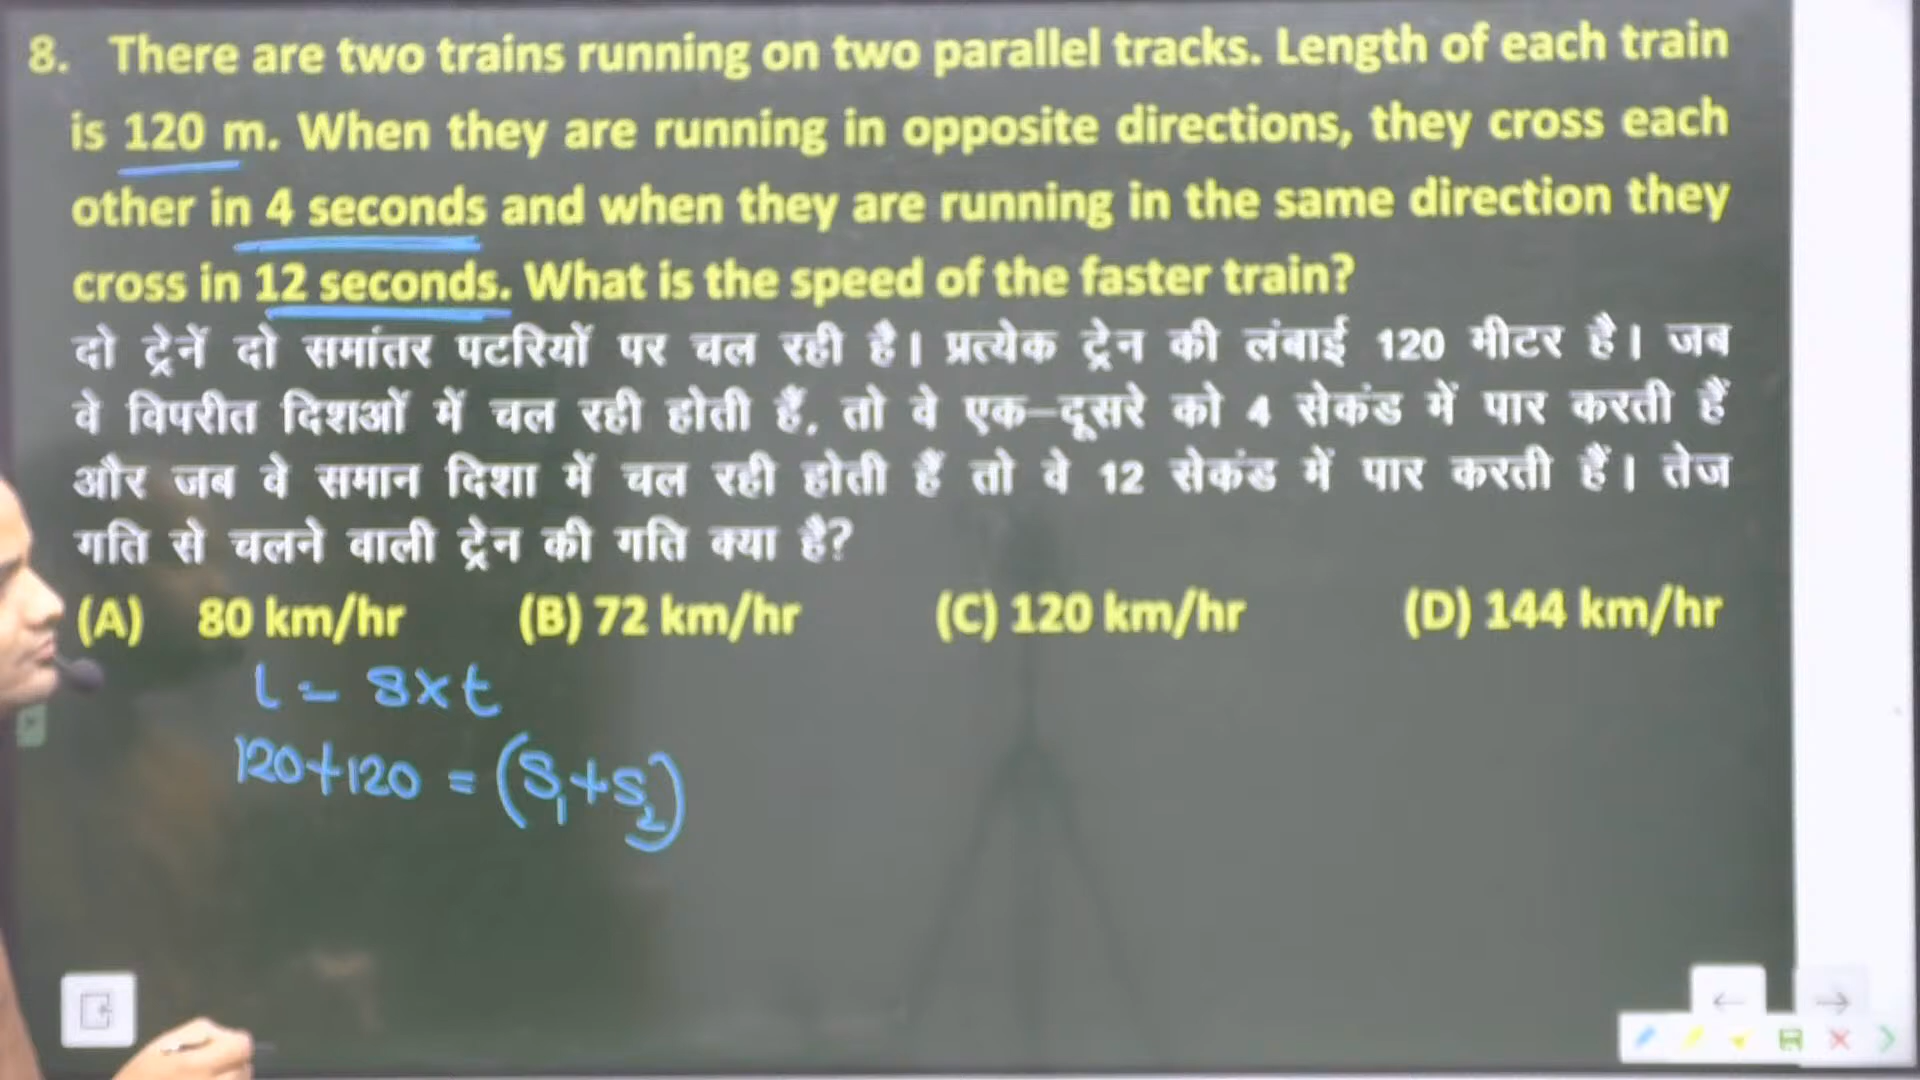 8. There are two trains running on two parallel tracks. Length of each train
is 120 m. When they are running in opposite directions, they cross each
other in 4 seconds and when they are running in the same direction they
cross in 12 seconds. What is the speed of the faster train?
दो ट्रेनें दो समांतर पटरियों पर चल रही है। प्रत्येक ट्रेन की लंबाई 120 मीटर है। जब
वे विपरीत दिशओं में चल रही होती हैं, तो वे एक–दूसरे को 4 सेकंड में पार करती हैं
और जब वे समान दिशा में चल रही होती हैं तो वे 12 सेकंड में पार करती हैं। तेज
गति से चलने वाली ट्रेन की गति क्या है?
(A) 80 km/hr (B) 72 km/hr (C) 120 km/hr (D) 144 km/hr
l = s×t
120+120 = (S₁+S₂)